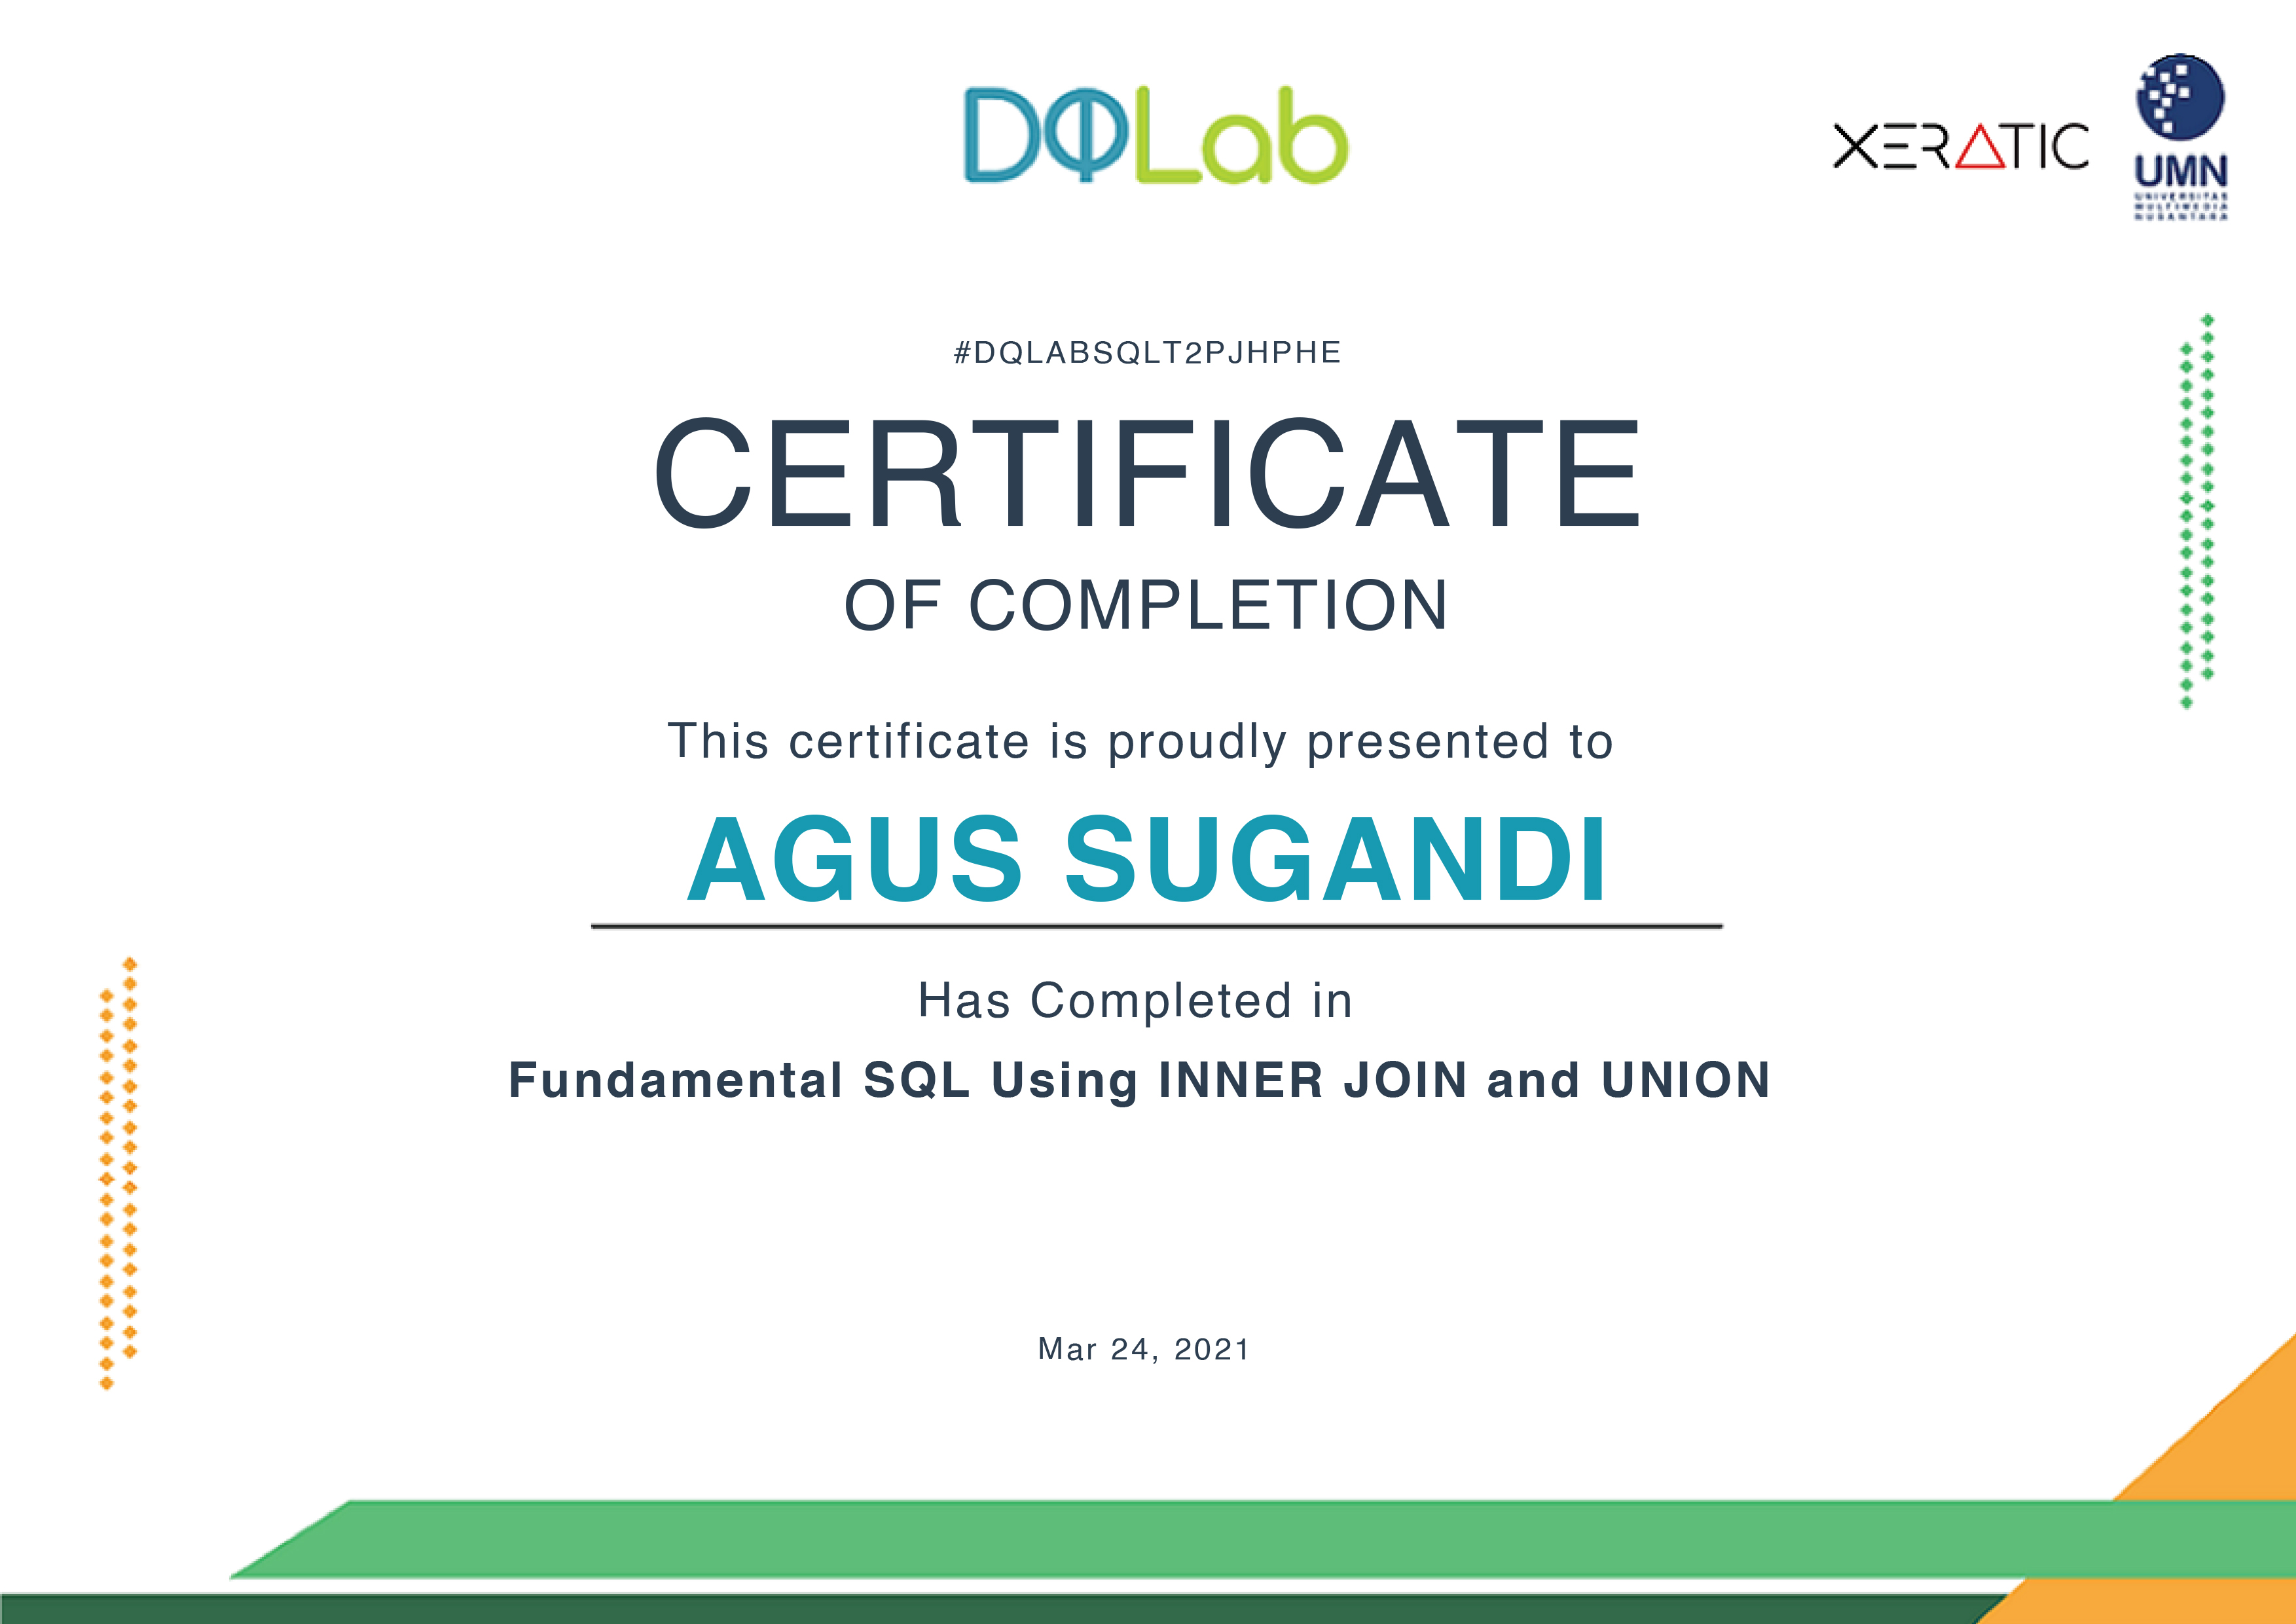 DQLab
XERATIC
UMN
UNIVERSITAS
MULTIMEDIA
NUSANTARA
#DQLABSQLT2PJHPHE
CERTIFICATE
OF COMPLETION
This certificate is proudly presented to
AGUS SUGANDI
Has Completed in
Fundamental SQL Using INNER JOIN and UNION
Mar 24, 2021